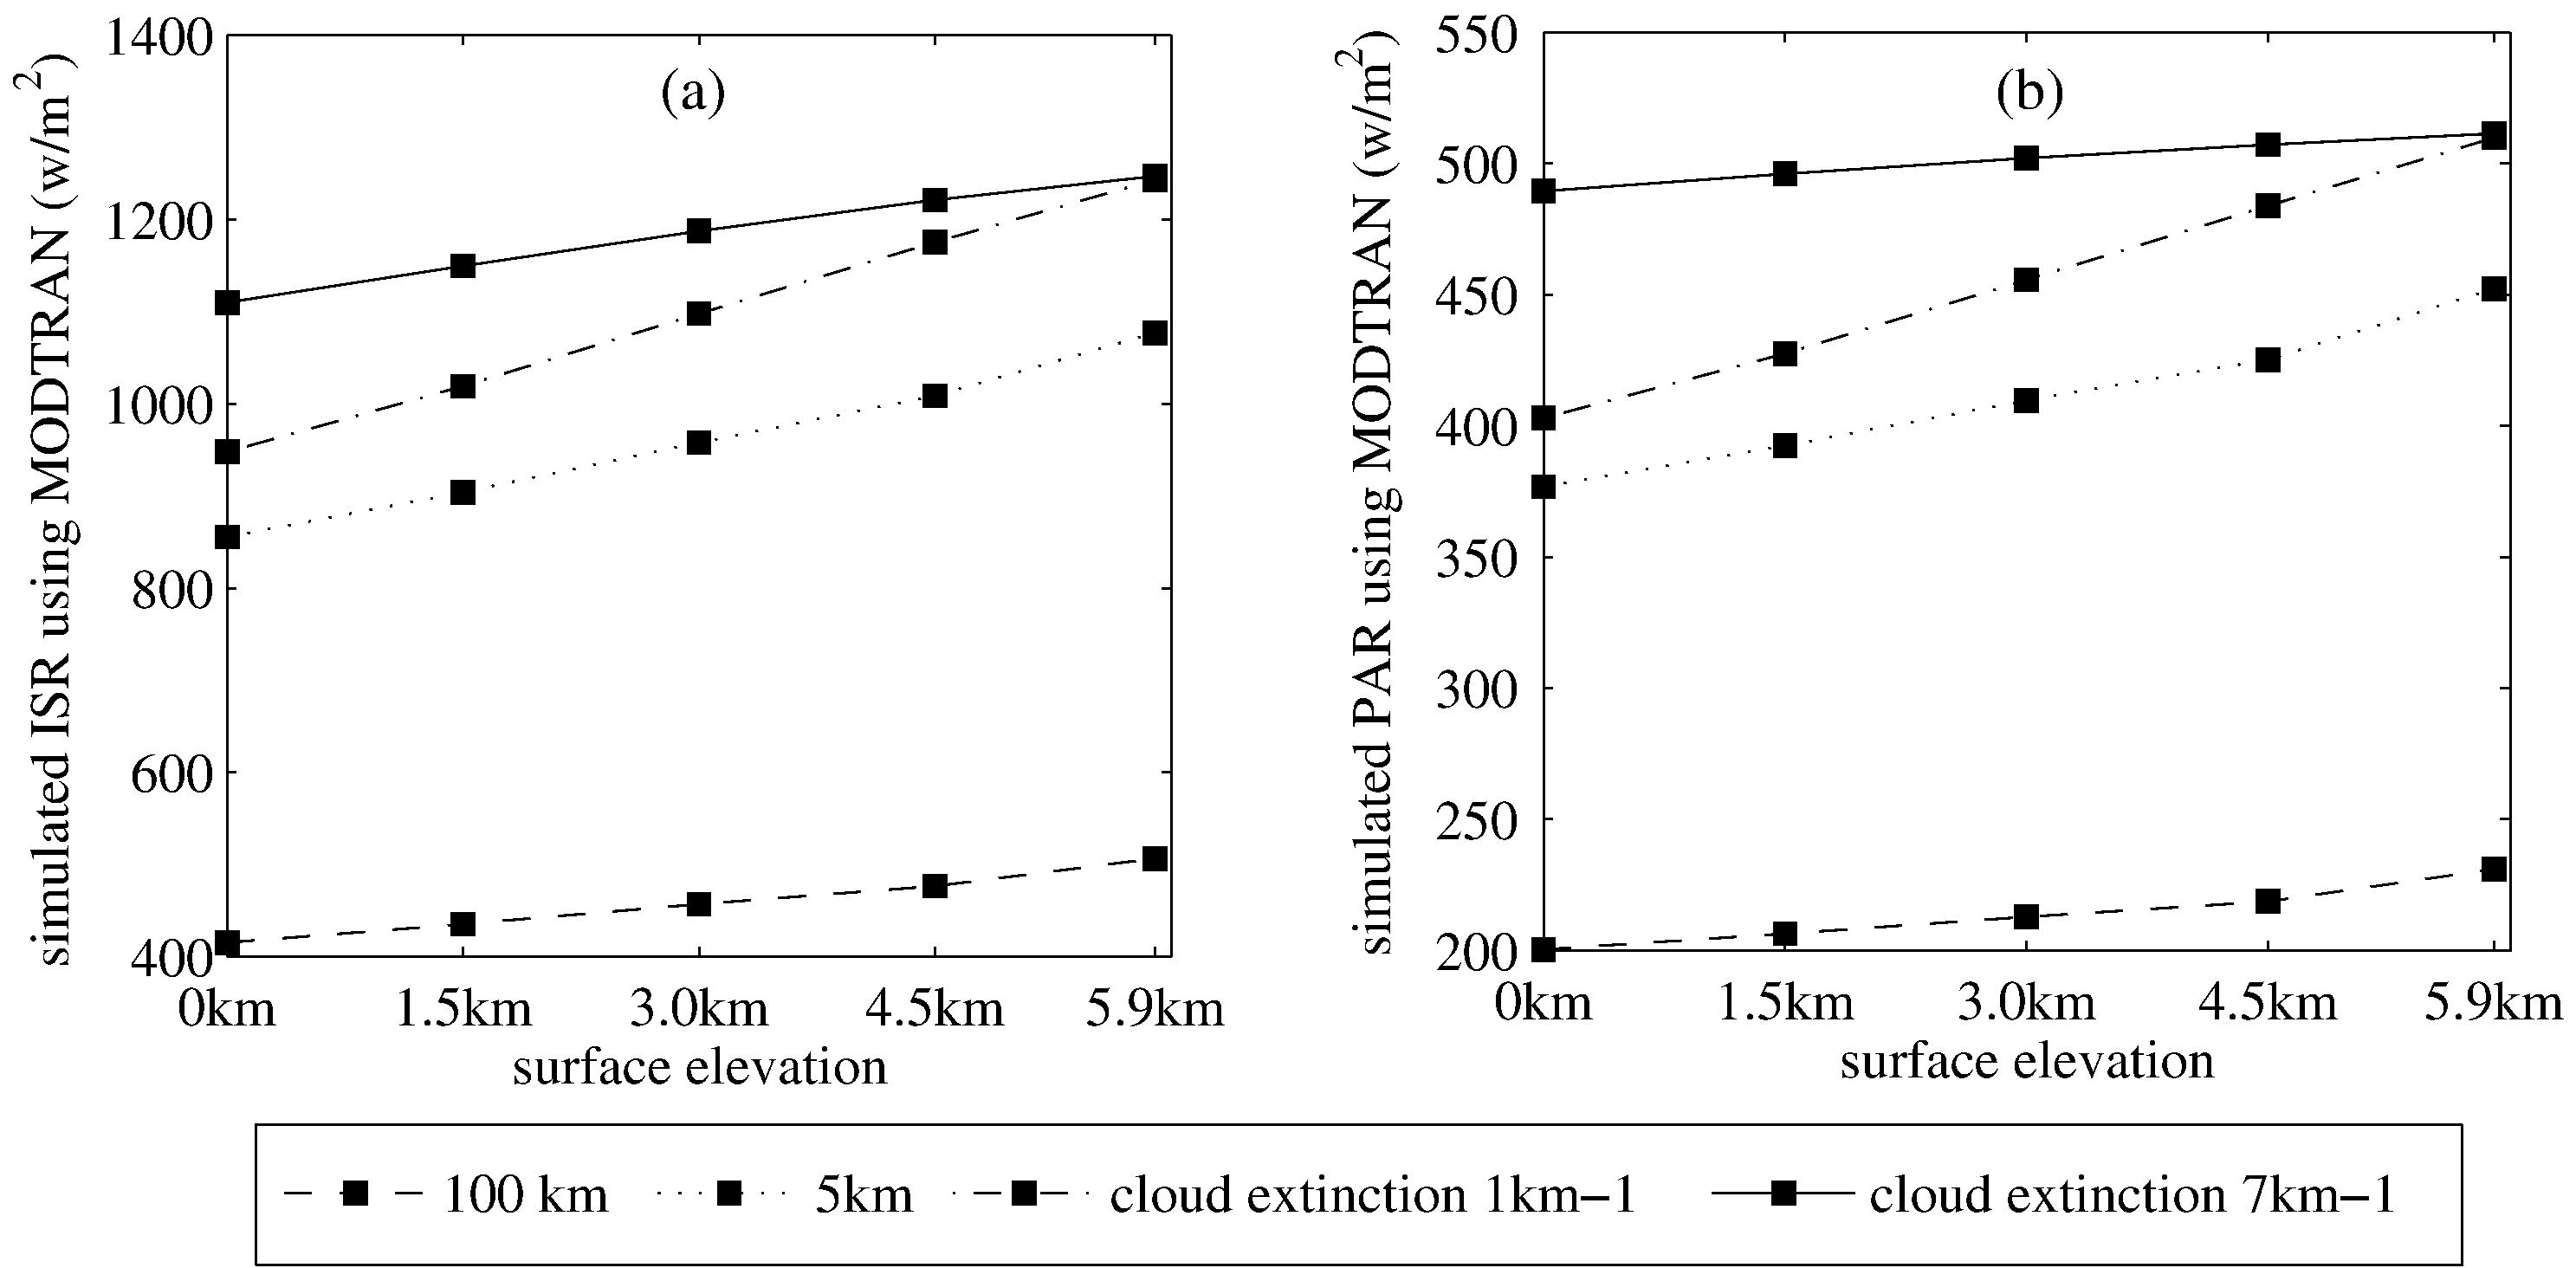 (a)
simulated ISR using MODTRAN (w/m²)
1400
1200
1000
800
600
400
0km 1.5km 3.0km 4.5km 5.9km
surface elevation
(b)
simulated PAR using MODTRAN (w/m²)
550
500
450
400
350
300
250
200
0km 1.5km 3.0km 4.5km 5.9km
surface elevation
100 km 5km cloud extinction 1km−1 cloud extinction 7km−1